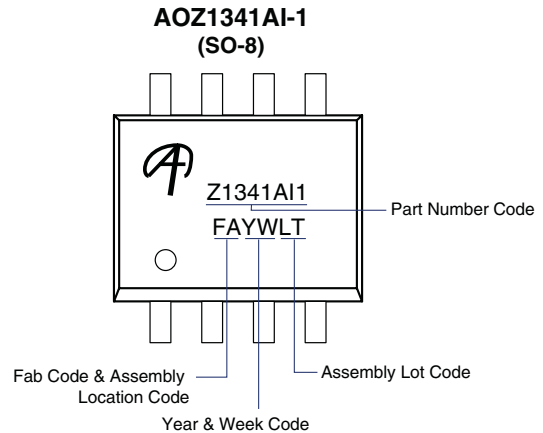 AOZ1341AI-1
(SO-8)
Z1341AI1
Part Number Code
FAYWLT
Fab Code & Assembly
Location Code
Assembly Lot Code
Year & Week Code